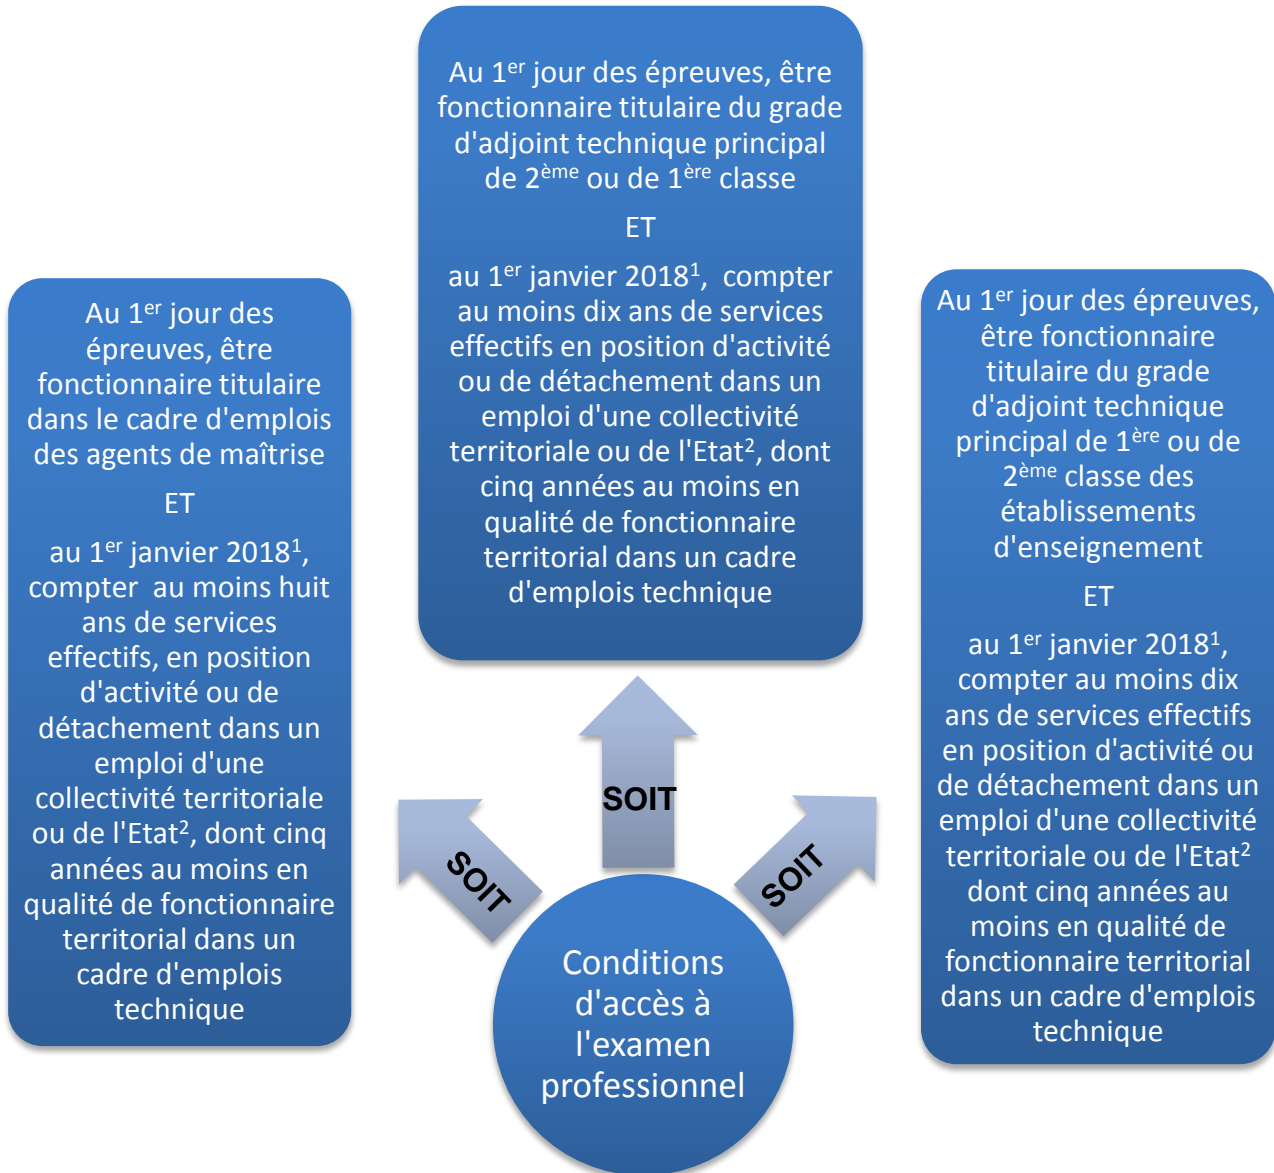 Au 1er jour des épreuves, être
fonctionnaire titulaire du grade
d'adjoint technique principal
de 2ème ou de 1ère classe
ET
au 1er janvier 2018¹, compter
au moins dix ans de services
effectifs en position d'activité
ou de détachement dans un
emploi d'une collectivité
territoriale ou de l'Etat², dont
cinq années au moins en
qualité de fonctionnaire
territorial dans un cadre
d'emplois technique
Au 1er jour des
épreuves, être
fonctionnaire titulaire
dans le cadre d'emplois
des agents de maîtrise
ET
au 1er janvier 2018¹,
compter au moins huit
ans de services
effectifs, en position
d'activité ou de
détachement dans un
emploi d'une
collectivité territoriale
ou de l'Etat², dont cinq
années au moins en
qualité de fonctionnaire
territorial dans un
cadre d'emplois
technique
Au 1er jour des épreuves,
être fonctionnaire
titulaire du grade
d'adjoint technique
principal de 1ère ou de
2ème classe des
établissements
d'enseignement
ET
au 1er janvier 2018¹,
compter au moins dix
ans de services effectifs
en position d'activité ou
de détachement dans un
emploi d'une collectivité
territoriale ou de l'Etat²
dont cinq années au
moins en qualité de
fonctionnaire territorial
dans un cadre d'emplois
technique
SOIT
SOIT
SOIT
Conditions
d'accès à
l'examen
professionnel